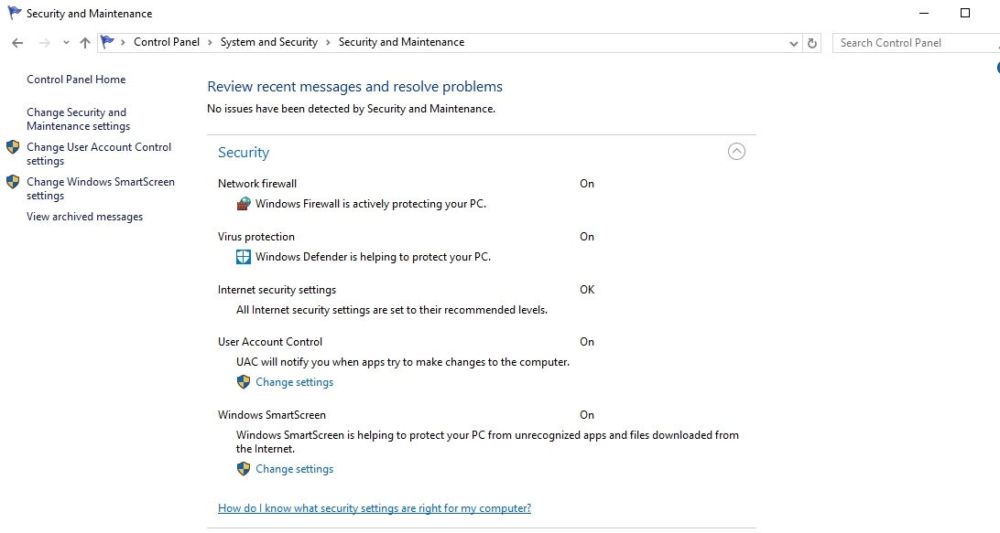 Security and Maintenance
Control Panel > System and Security > Security and Maintenance
Search Control Panel
Control Panel Home
Change Security and
Maintenance settings
Change User Account Control
settings
Change Windows SmartScreen
settings
View archived messages
Review recent messages and resolve problems
No issues have been detected by Security and Maintenance.
Security
Network firewall On
Windows Firewall is actively protecting your PC.
Virus protection On
Windows Defender is helping to protect your PC.
Internet security settings OK
All Internet security settings are set to their recommended levels.
User Account Control On
UAC will notify you when apps try to make changes to the computer.
Change settings
Windows SmartScreen On
Windows SmartScreen is helping to protect your PC from unrecognized apps and files downloaded from
the Internet.
Change settings
How do I know what security settings are right for my computer?